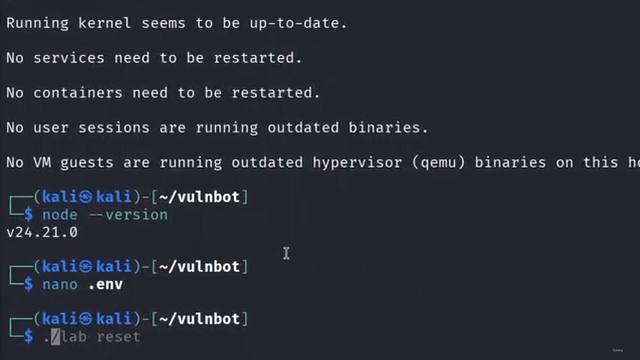 Running kernel seems to be up-to-date.
No services need to be restarted.
No containers need to be restarted.
No user sessions are running outdated binaries.
No VM guests are running outdated hypervisor (qemu) binaries on this ho
┌──(kali㉿kali)-[~/vulnbot]
└─$ node --version
v24.21.0
┌──(kali㉿kali)-[~/vulnbot]
└─$ nano .env
┌──(kali㉿kali)-[~/vulnbot]
└─$ ./lab reset